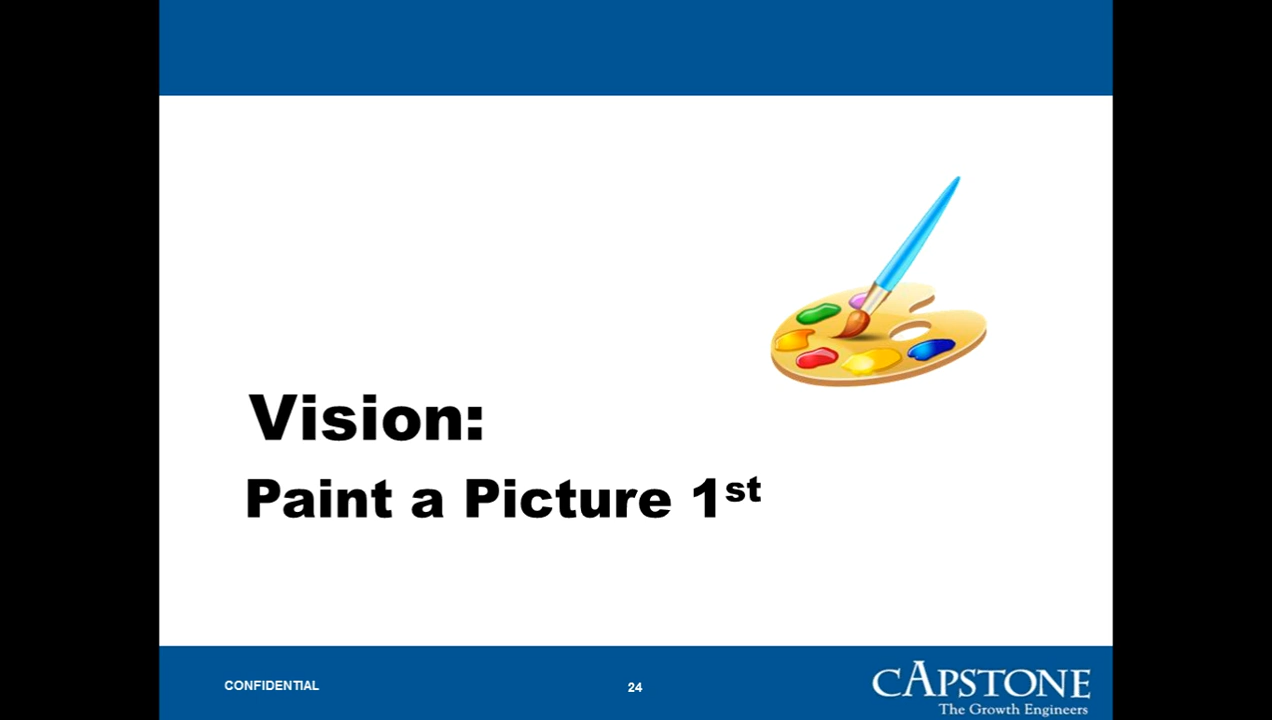 Vision:
Paint a Picture 1st
CONFIDENTIAL
24
CAPSTONE
The Growth Engineers